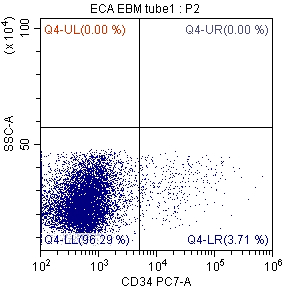 ECA EBM tube1 : P2
(x 10⁴)
Q4-UL(0.00 %)
Q4-UR(0.00 %)
100
50
SSC-A
Q4-LL(96.29 %)
Q4-LR(3.71 %)
10² 10³ 10⁴ 10⁵ 10⁶
CD34 PC7-A